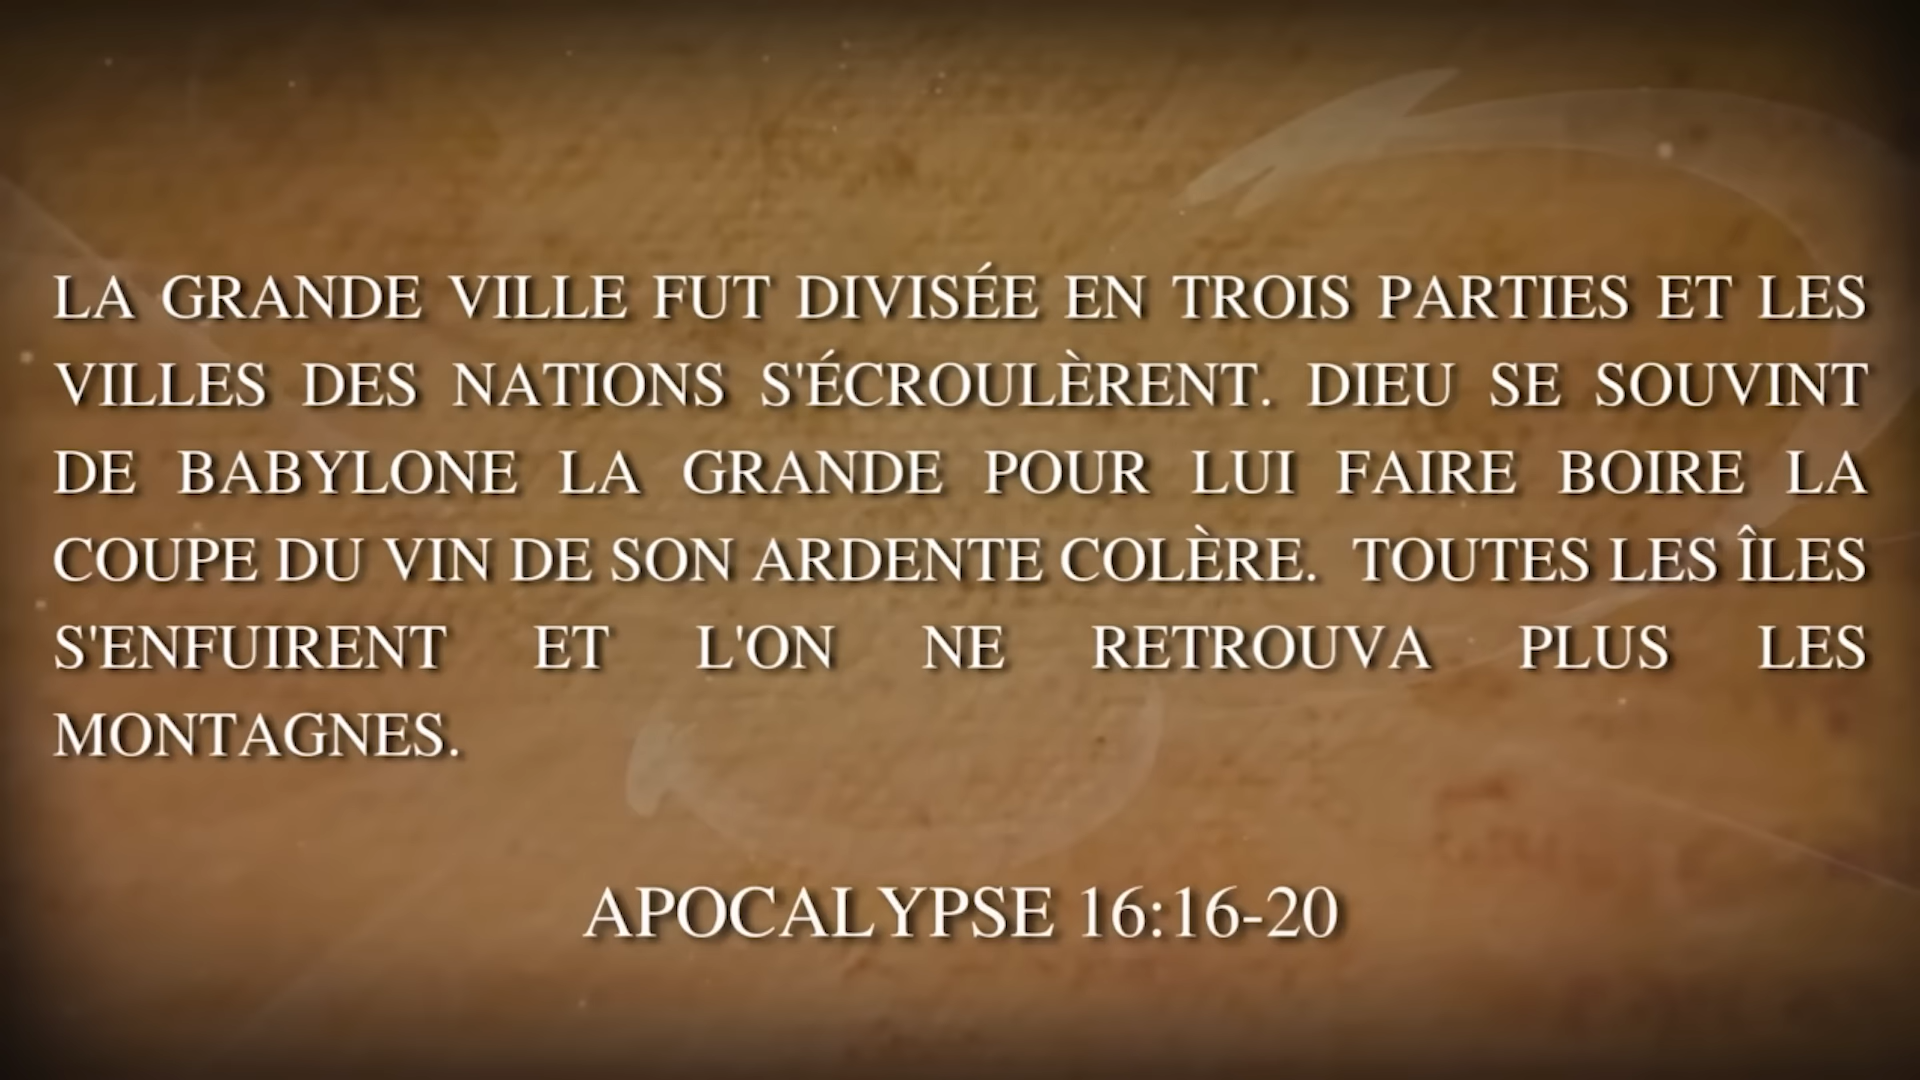 LA GRANDE VILLE FUT DIVISÉE EN TROIS PARTIES ET LES
VILLES DES NATIONS S'ÉCROULÈRENT. DIEU SE SOUVINT
DE BABYLONE LA GRANDE POUR LUI FAIRE BOIRE LA
COUPE DU VIN DE SON ARDENTE COLÈRE. TOUTES LES ÎLES
S'ENFUIRENT ET L'ON NE RETROUVA PLUS LES
MONTAGNES.
APOCALYPSE 16:16-20